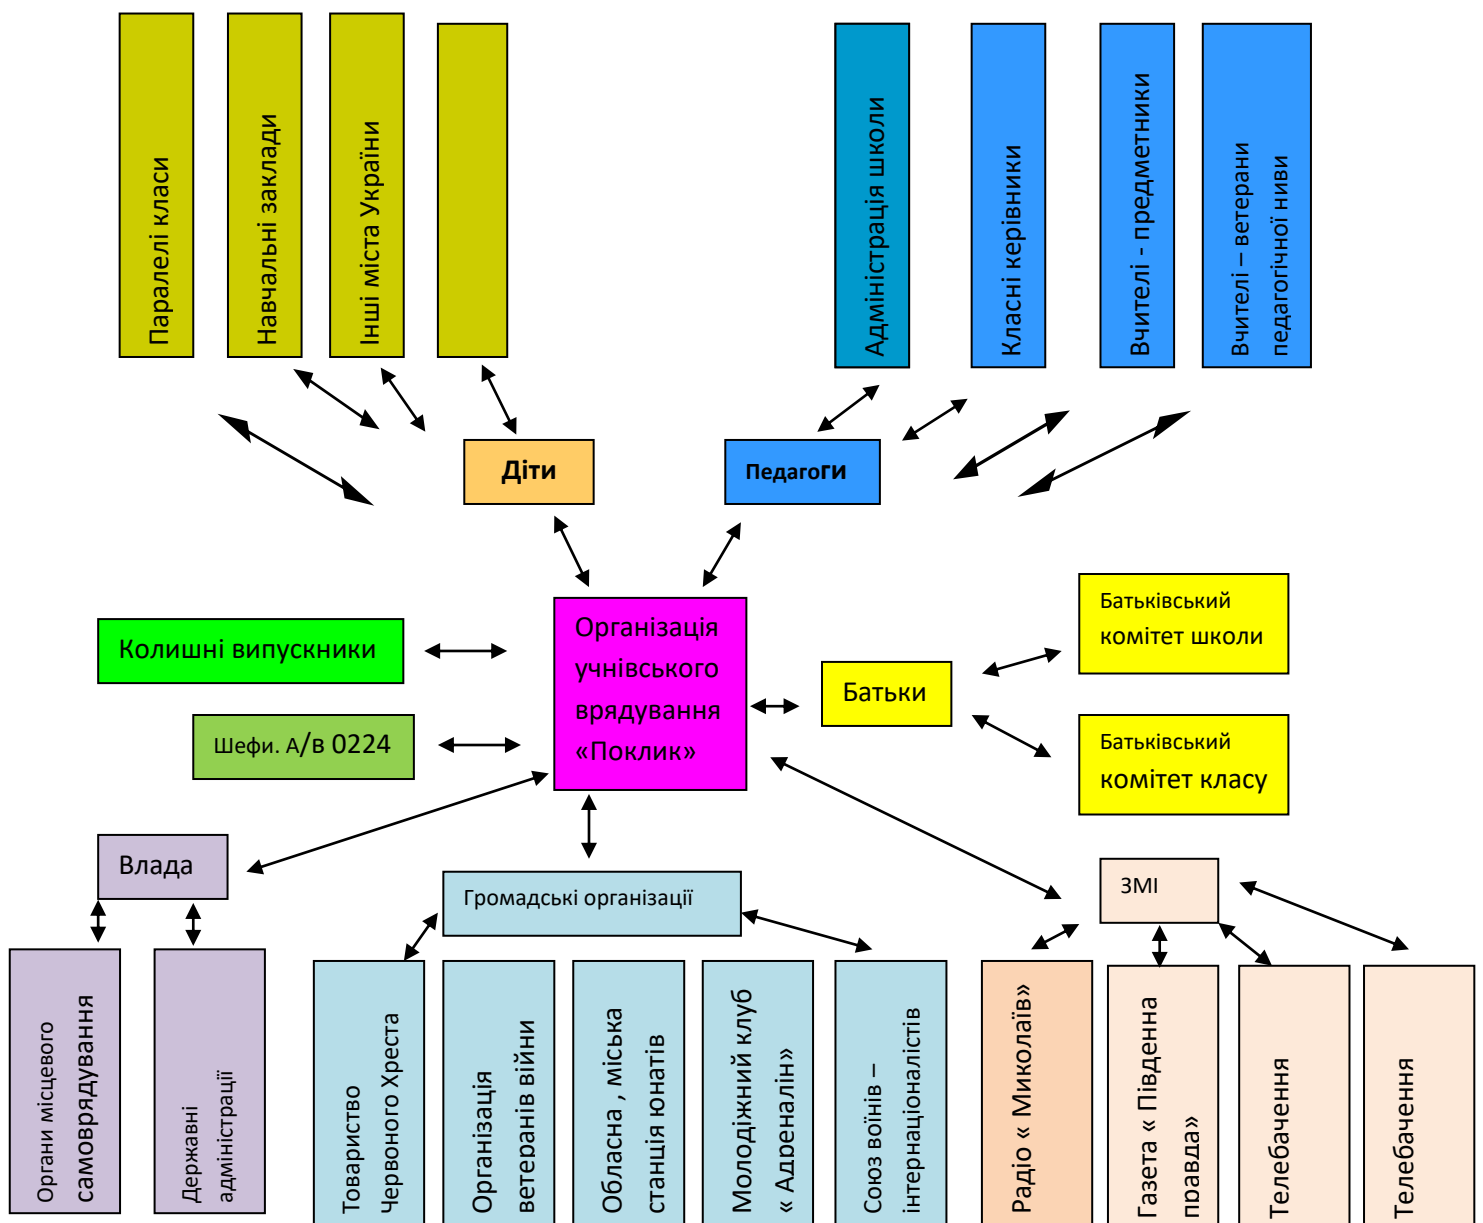 Паралелі класи
Навчальні заклади
Інші міста України
Адміністрація школи
Класні керівники
Вчителі - предметники
Вчителі – ветерани
педагогічної ниви
Діти
Педагоги
Організація
учнівського
врядування
«Поклик»
Колишні випускники
Шефи. А/в 0224
Батьки
Батьківський
комітет школи
Батьківський
комітет класу
Влада
Громадські організації
ЗМІ
Органи місцевого
самоврядування
Державні
адміністрації
Товариство
Червоного Хреста
Організація
ветеранів війни
Обласна , міська
станція юнатів
Молодіжний клуб
« Адреналін»
Союз воїнів –
інтернаціоналістів
Радіо « Миколаїв»
Газета « Південна
правда»
Телебачення
Телебачення